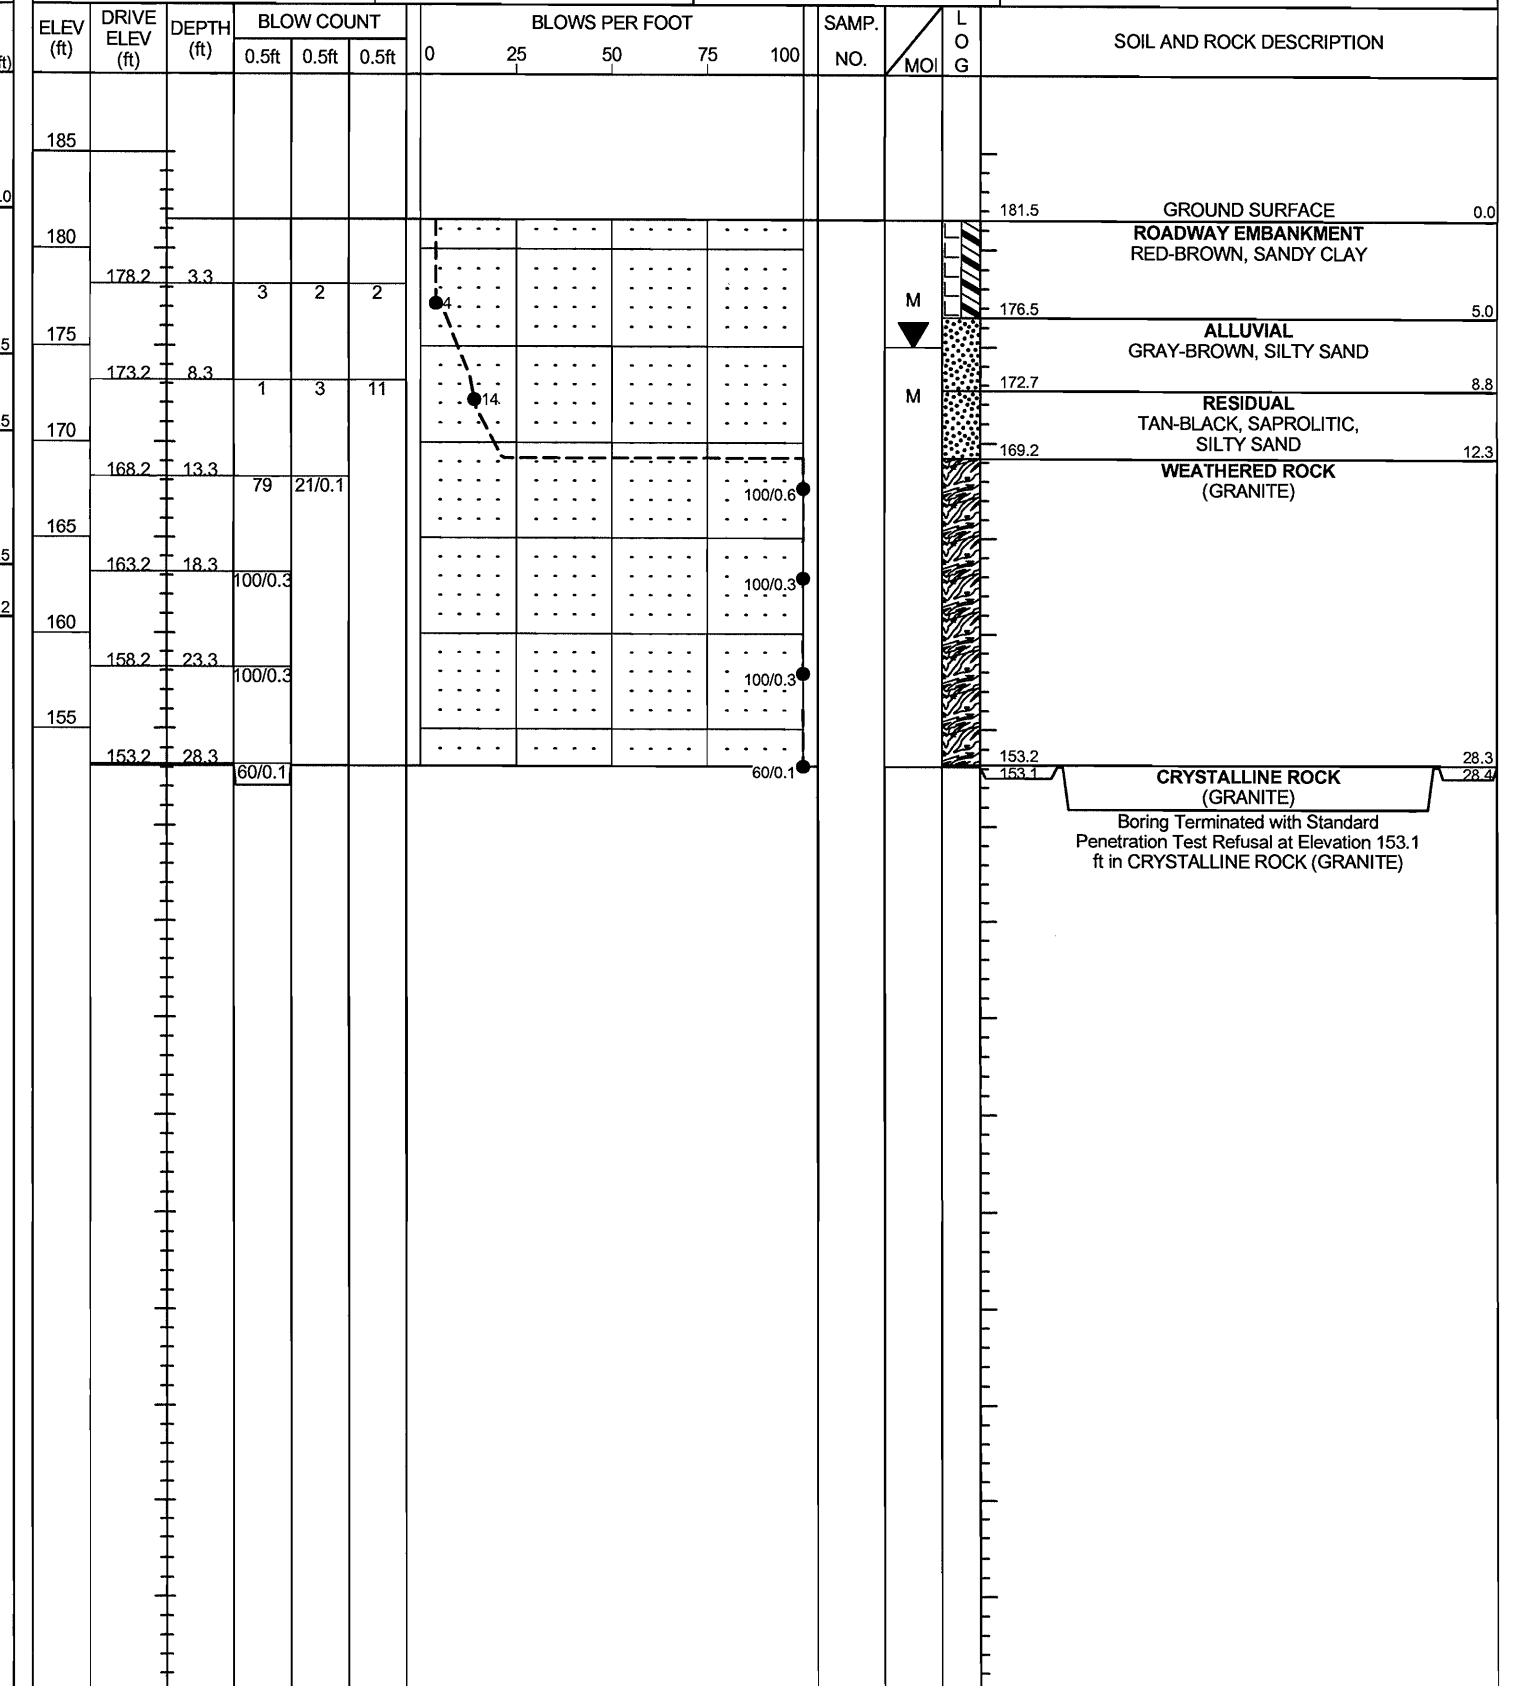 ELEV (ft) DRIVE ELEV (ft) DEPTH (ft) BLOW COUNT BLOWS PER FOOT SAMP. NO. MOI LOG SOIL AND ROCK DESCRIPTION
0.5ft 0.5ft 0.5ft 0 25 50 75 100
ft)
185
.0
181.5 GROUND SURFACE 0.0
180
ROADWAY EMBANKMENT
RED-BROWN, SANDY CLAY
178.2 3.3
3 2 2
4
M
176.5 5.0
175
ALLUVIAL
5
GRAY-BROWN, SILTY SAND
173.2 8.3
172.7 8.8
1 3 11
14
M
RESIDUAL
TAN-BLACK, SAPROLITIC,
SILTY SAND
5
170
169.2 12.3
168.2 13.3
WEATHERED ROCK
(GRANITE)
79 21/0.1
100/0.6
165
5
163.2 18.3
100/0.3
100/0.3
2
160
158.2 23.3
100/0.3
100/0.3
155
153.2 28.3
153.2 28.3
60/0.1
60/0.1
153.1 CRYSTALLINE ROCK 28.4
(GRANITE)
Boring Terminated with Standard
Penetration Test Refusal at Elevation 153.1
ft in CRYSTALLINE ROCK (GRANITE)